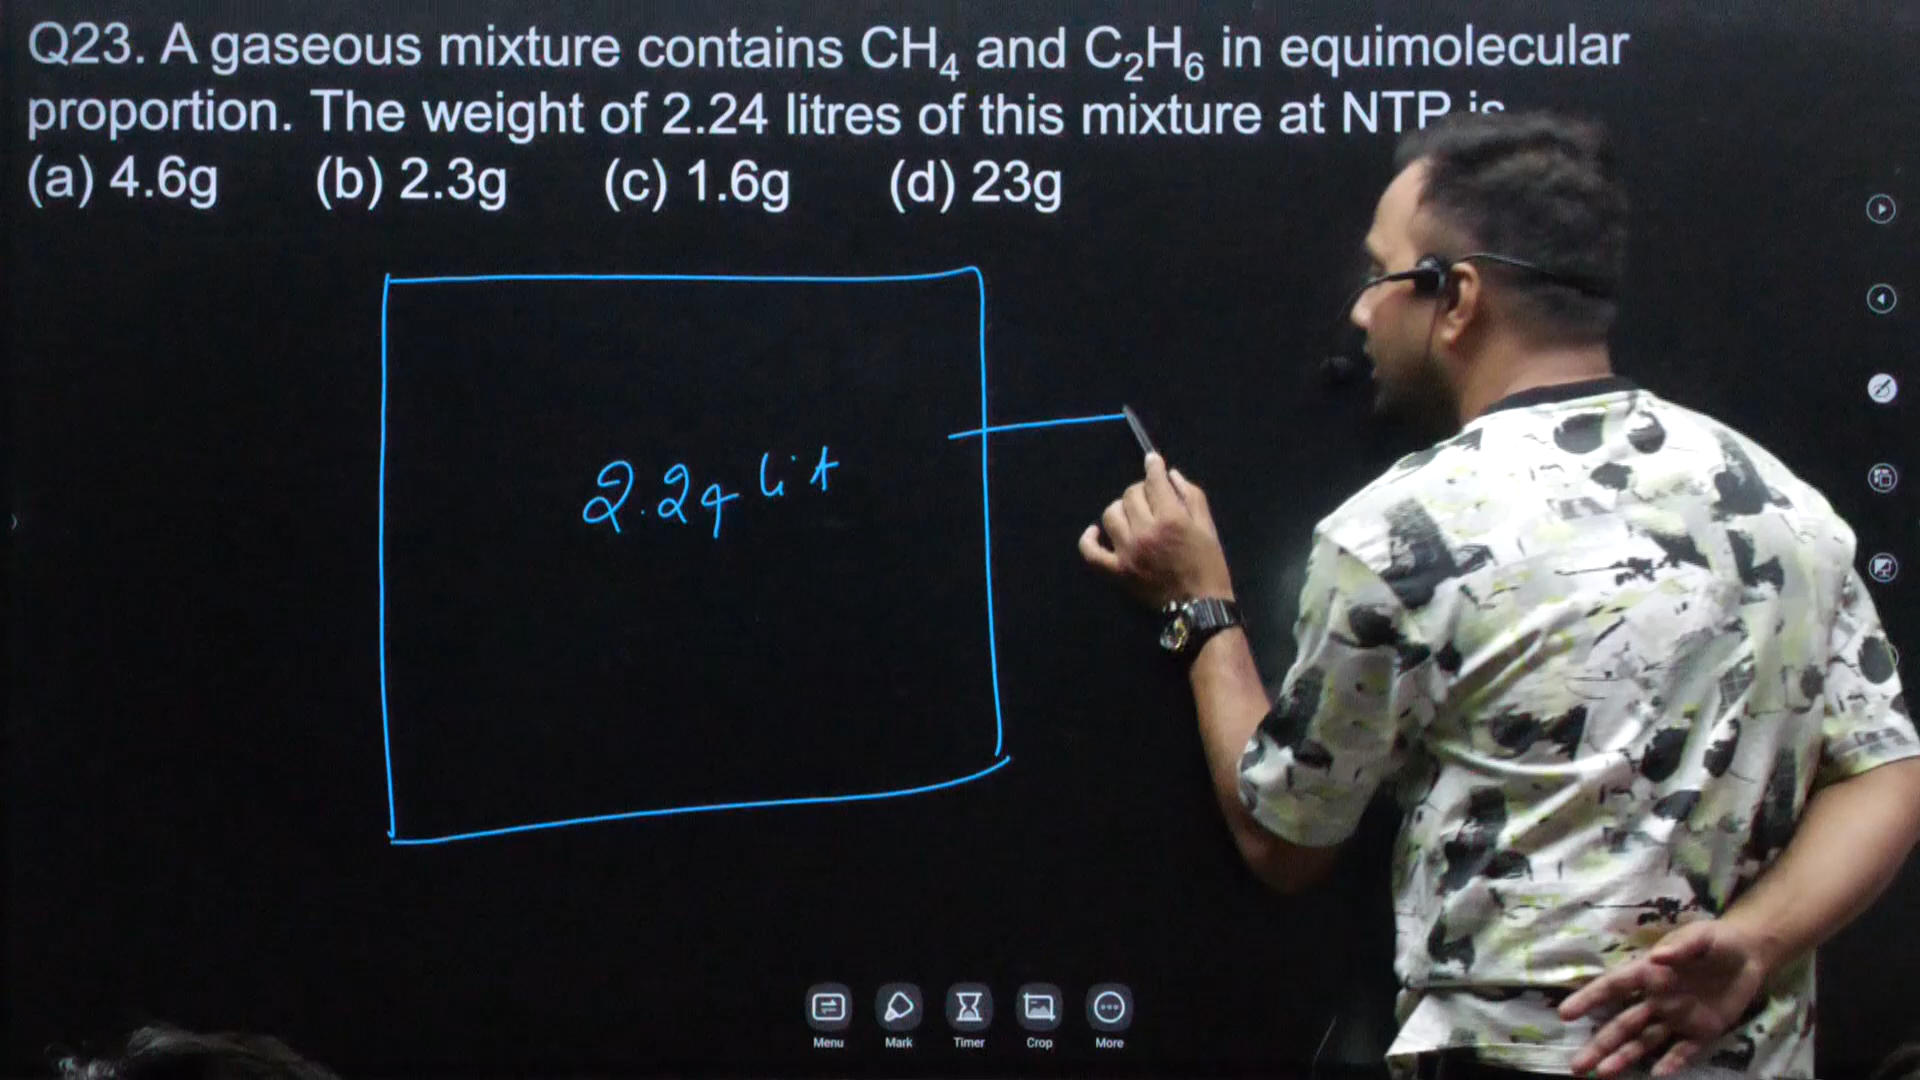 Q23. A gaseous mixture contains CH₄ and C₂H₆ in equimolecular
proportion. The weight of 2.24 litres of this mixture at NTP is
(a) 4.6g (b) 2.3g (c) 1.6g (d) 23g
2.24 lit
Menu Mark Timer Crop More